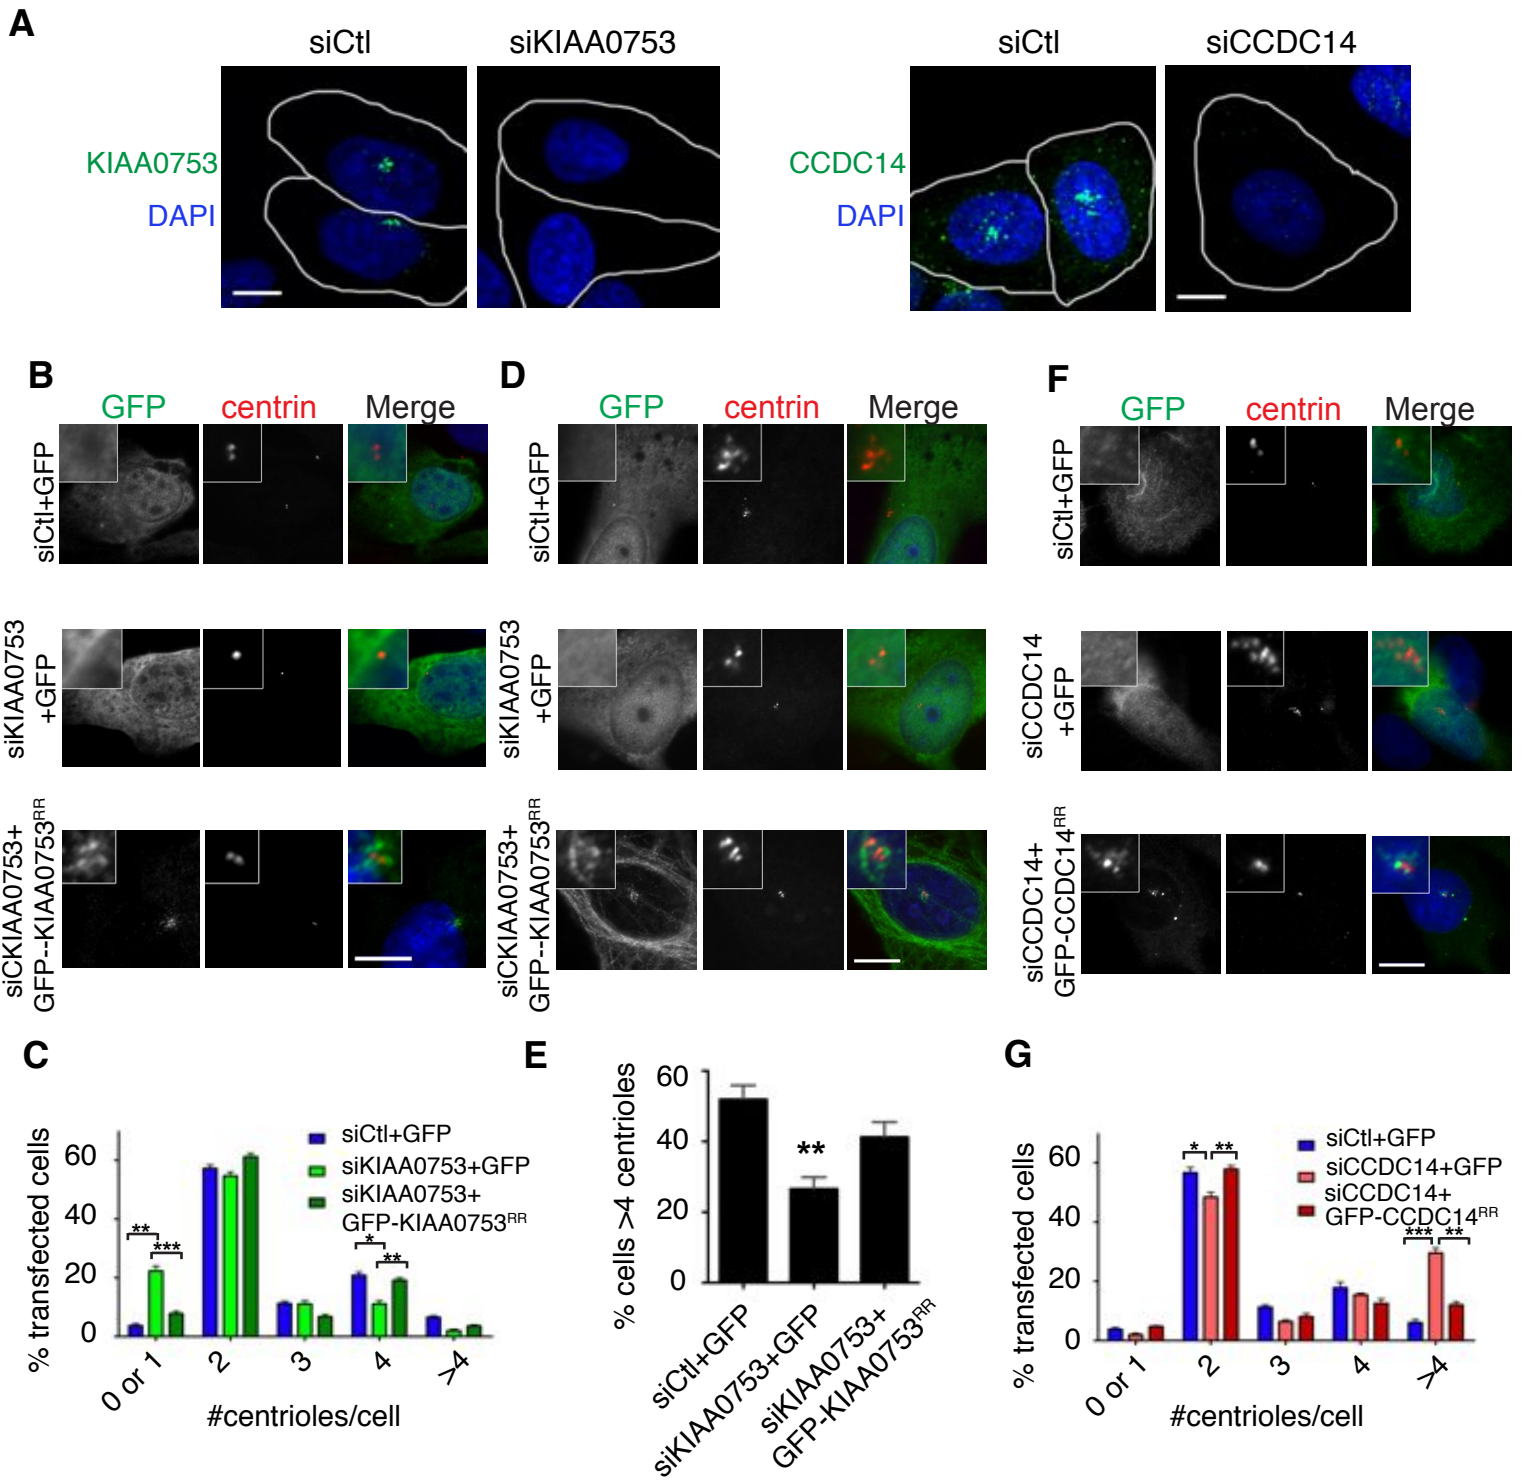 A
siCtl
siKIAA0753
siCtl
siCCDC14
KIAA0753
DAPI
CCDC14
DAPI
B
GFP
centrin
Merge
siCtl+GFP
siKIAA0753
+GFP
siCKIAA0753+
GFP--KIAA0753RR
D
GFP
centrin
Merge
siCtl+GFP
siKIAA0753
+GFP
siCKIAA0753+
GFP--KIAA0753RR
F
GFP
centrin
Merge
siCtl+GFP
siCCDC14
+GFP
siCCDC14+
GFP-CCDC14RR
C
% transfected cells
60
40
20
0
siCtl+GFP
siKIAA0753+GFP
siKIAA0753+
GFP-KIAA0753RR
**
***
*
**
0 or 1
2
3
4
>4
#centrioles/cell
E
% cells >4 centrioles
60
40
20
0
**
siCtl+GFP
siKIAA0753+GFP
siKIAA0753+
GFP-KIAA0753RR
G
% transfected cells
60
40
20
0
siCtl+GFP
siCCDC14+GFP
siCCDC14+
GFP-CCDC14RR
*
**
***
**
0 or 1
2
3
4
>4
#centrioles/cell